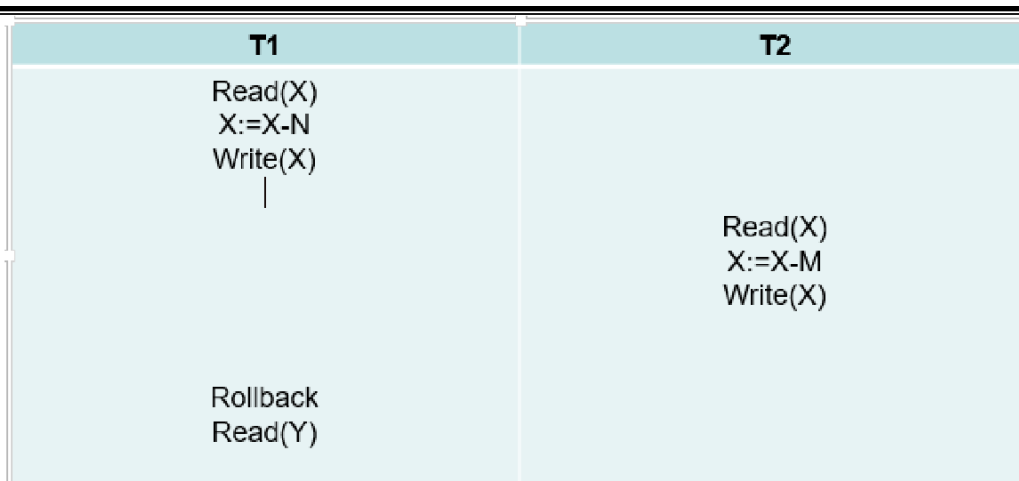 T1
T2
Read(X)
X:=X-N
Write(X)
Read(X)
X:=X-M
Write(X)
Rollback
Read(Y)